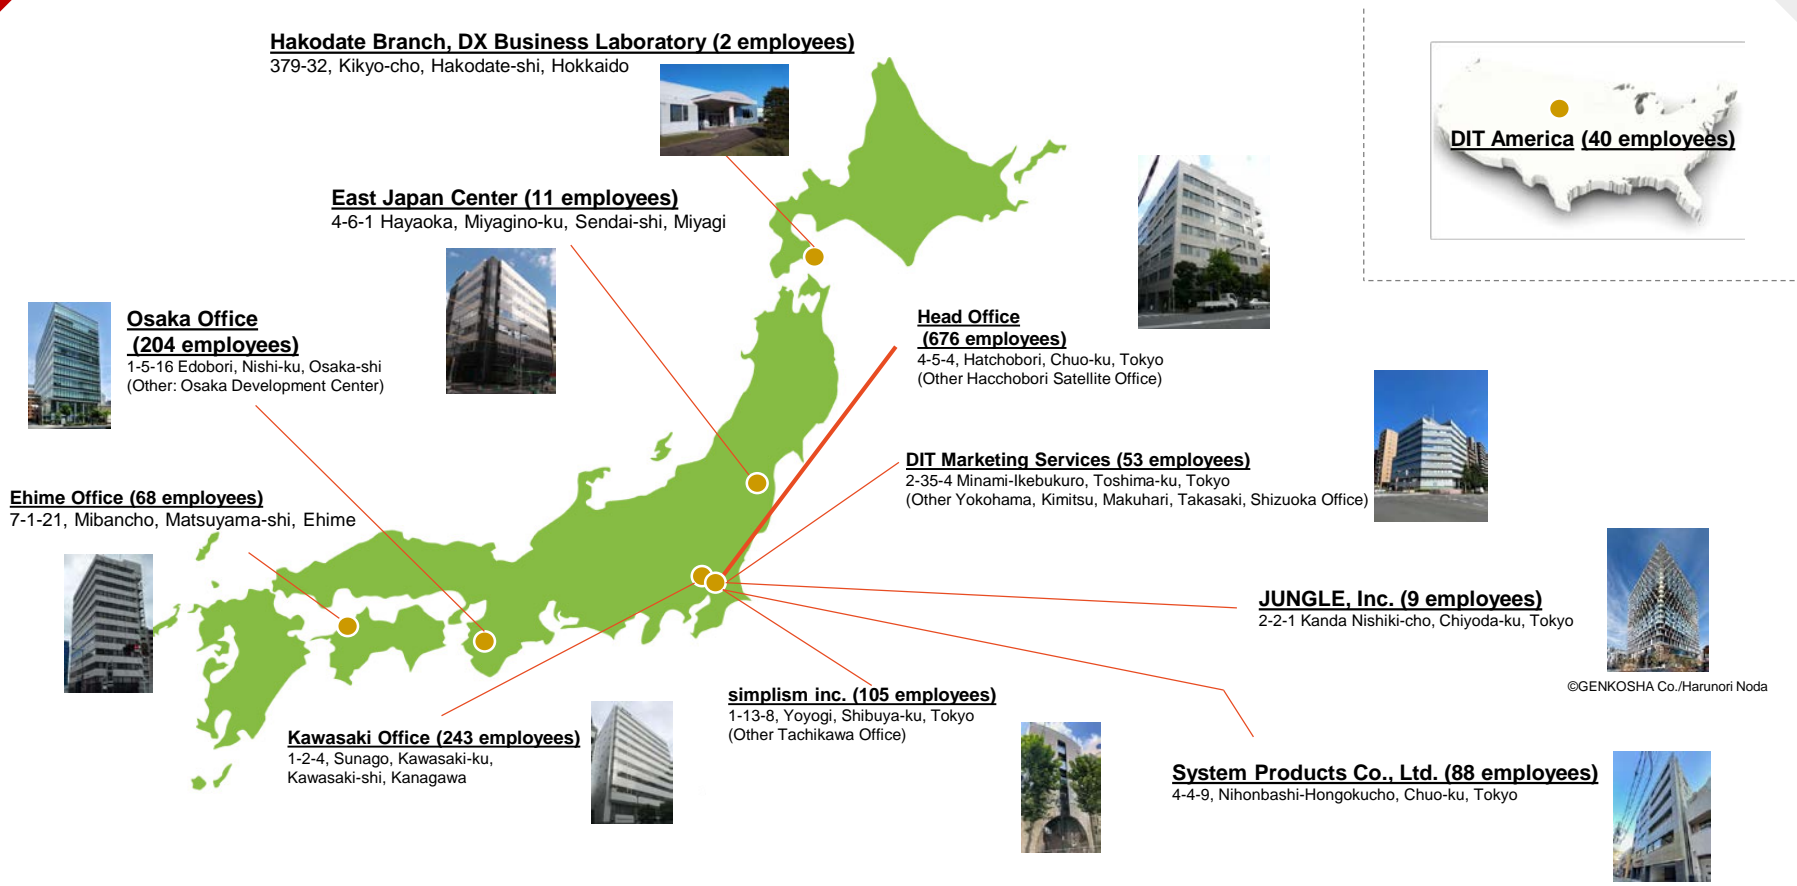 Hakodate Branch, DX Business Laboratory (2 employees)
379-32, Kikyo-cho, Hakodate-shi, Hokkaido
DIT America (40 employees)
East Japan Center (11 employees)
4-6-1 Hayaoka, Miyagino-ku, Sendai-shi, Miyagi
Osaka Office
(204 employees)
1-5-16 Edobori, Nishi-ku, Osaka-shi
(Other: Osaka Development Center)
Head Office
(676 employees)
4-5-4, Hatchobori, Chuo-ku, Tokyo
(Other Hacchobori Satellite Office)
DIT Marketing Services (53 employees)
2-35-4 Minami-Ikebukuro, Toshima-ku, Tokyo
(Other Yokohama, Kimitsu, Makuhari, Takasaki, Shizuoka Office)
Ehime Office (68 employees)
7-1-21, Mibancho, Matsuyama-shi, Ehime
JUNGLE, Inc. (9 employees)
2-2-1 Kanda Nishiki-cho, Chiyoda-ku, Tokyo
©GENKOSHA Co./Harunori Noda
simplism inc. (105 employees)
1-13-8, Yoyogi, Shibuya-ku, Tokyo
(Other Tachikawa Office)
Kawasaki Office (243 employees)
1-2-4, Sunago, Kawasaki-ku,
Kawasaki-shi, Kanagawa
System Products Co., Ltd. (88 employees)
4-4-9, Nihonbashi-Hongokucho, Chuo-ku, Tokyo